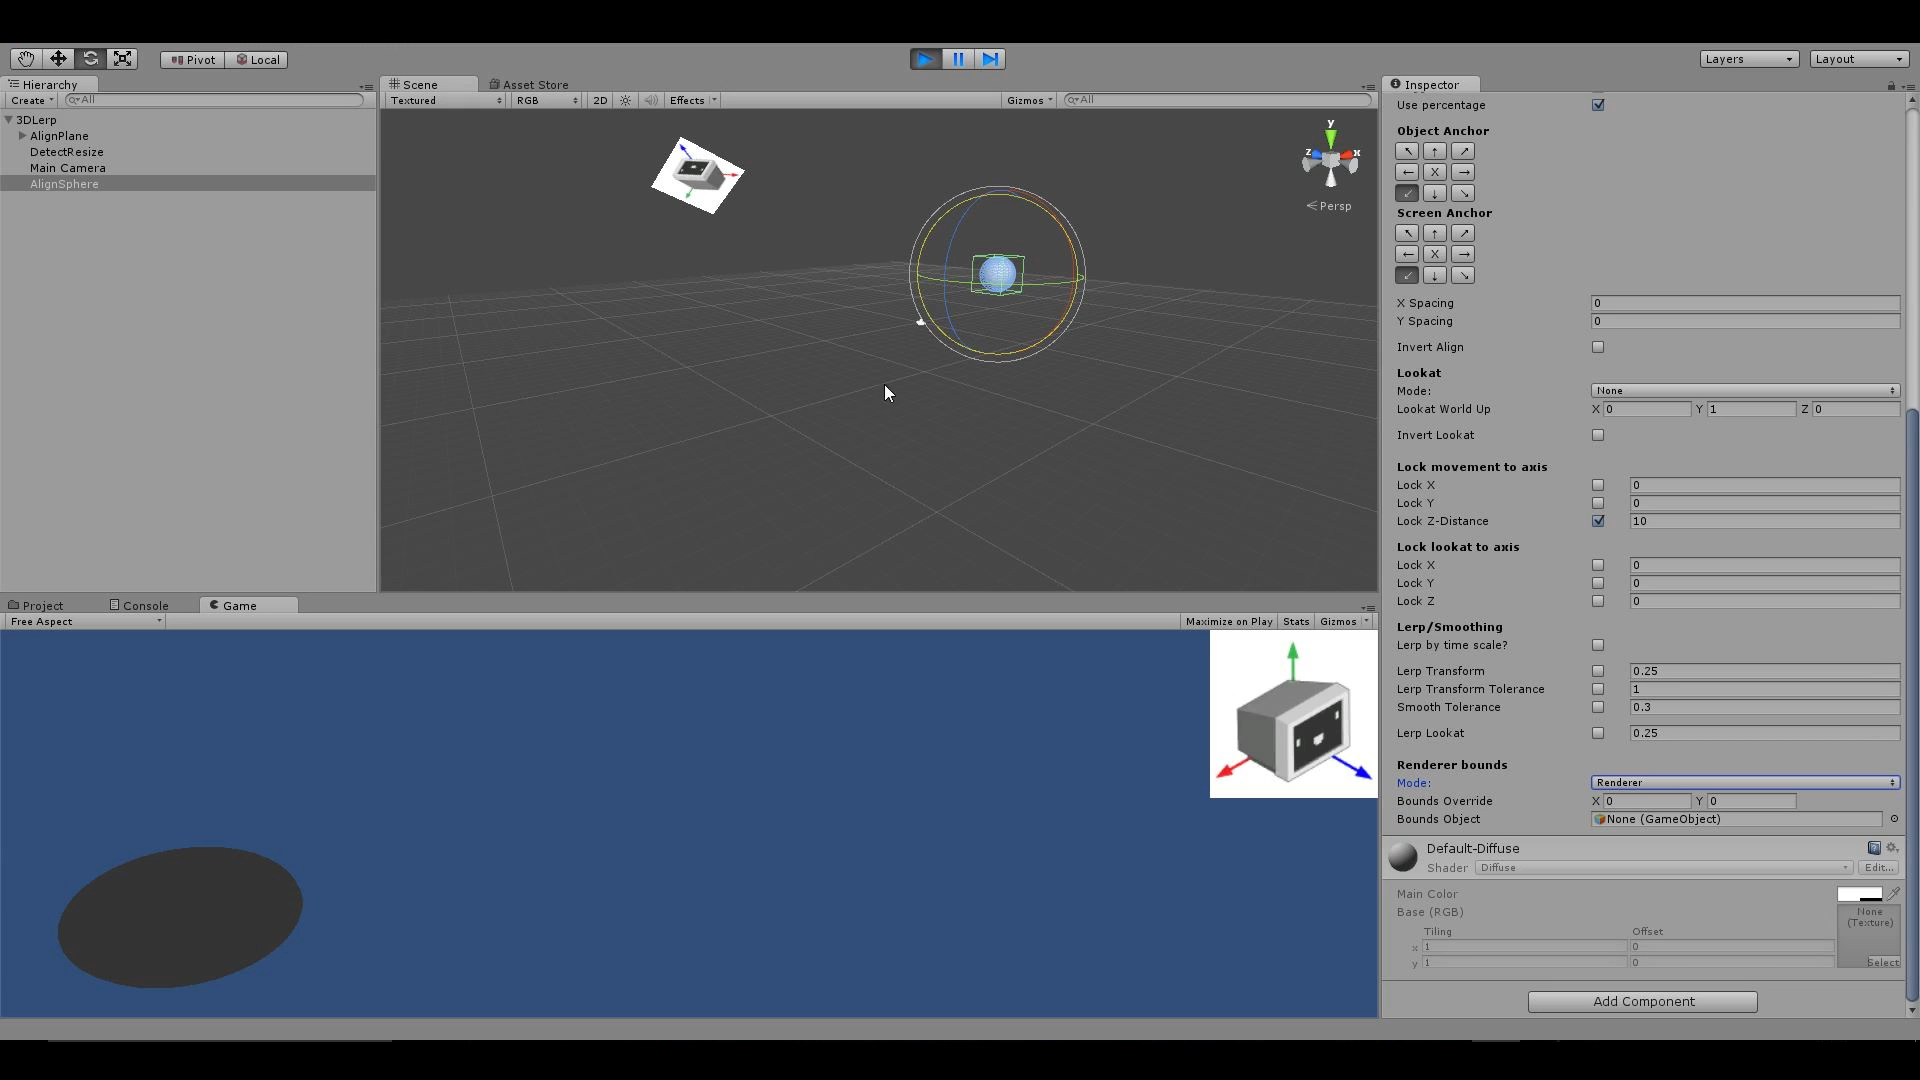 Pivot Local Layers Layout
Hierarchy
Create All
3DLerp
AlignPlane
DetectResize
Main Camera
AlignSphere
Scene Asset Store
Textured RGB 2D Effects Gizmos All
y
z x
Persp
Project Console Game
Free Aspect Maximize on Play Stats Gizmos
Inspector
Use percentage
Object Anchor
X
Screen Anchor
X
X Spacing 0
Y Spacing 0
Invert Align
Lookat
Mode: None
Lookat World Up X 0 Y 1 Z 0
Invert Lookat
Lock movement to axis
Lock X 0
Lock Y 0
Lock Z-Distance 10
Lock lookat to axis
Lock X 0
Lock Y 0
Lock Z 0
Lerp/Smoothing
Lerp by time scale?
Lerp Transform 0.25
Lerp Transform Tolerance 1
Smooth Tolerance 0.3
Lerp Lookat 0.25
Renderer bounds
Mode: Renderer
Bounds Override X 0 Y 0
Bounds Object None (GameObject)
Default-Diffuse
Shader Diffuse Edit...
Main Color
Base (RGB) None
(Texture)
Tiling Offset
x 1 0
y 1 0 Select
Add Component